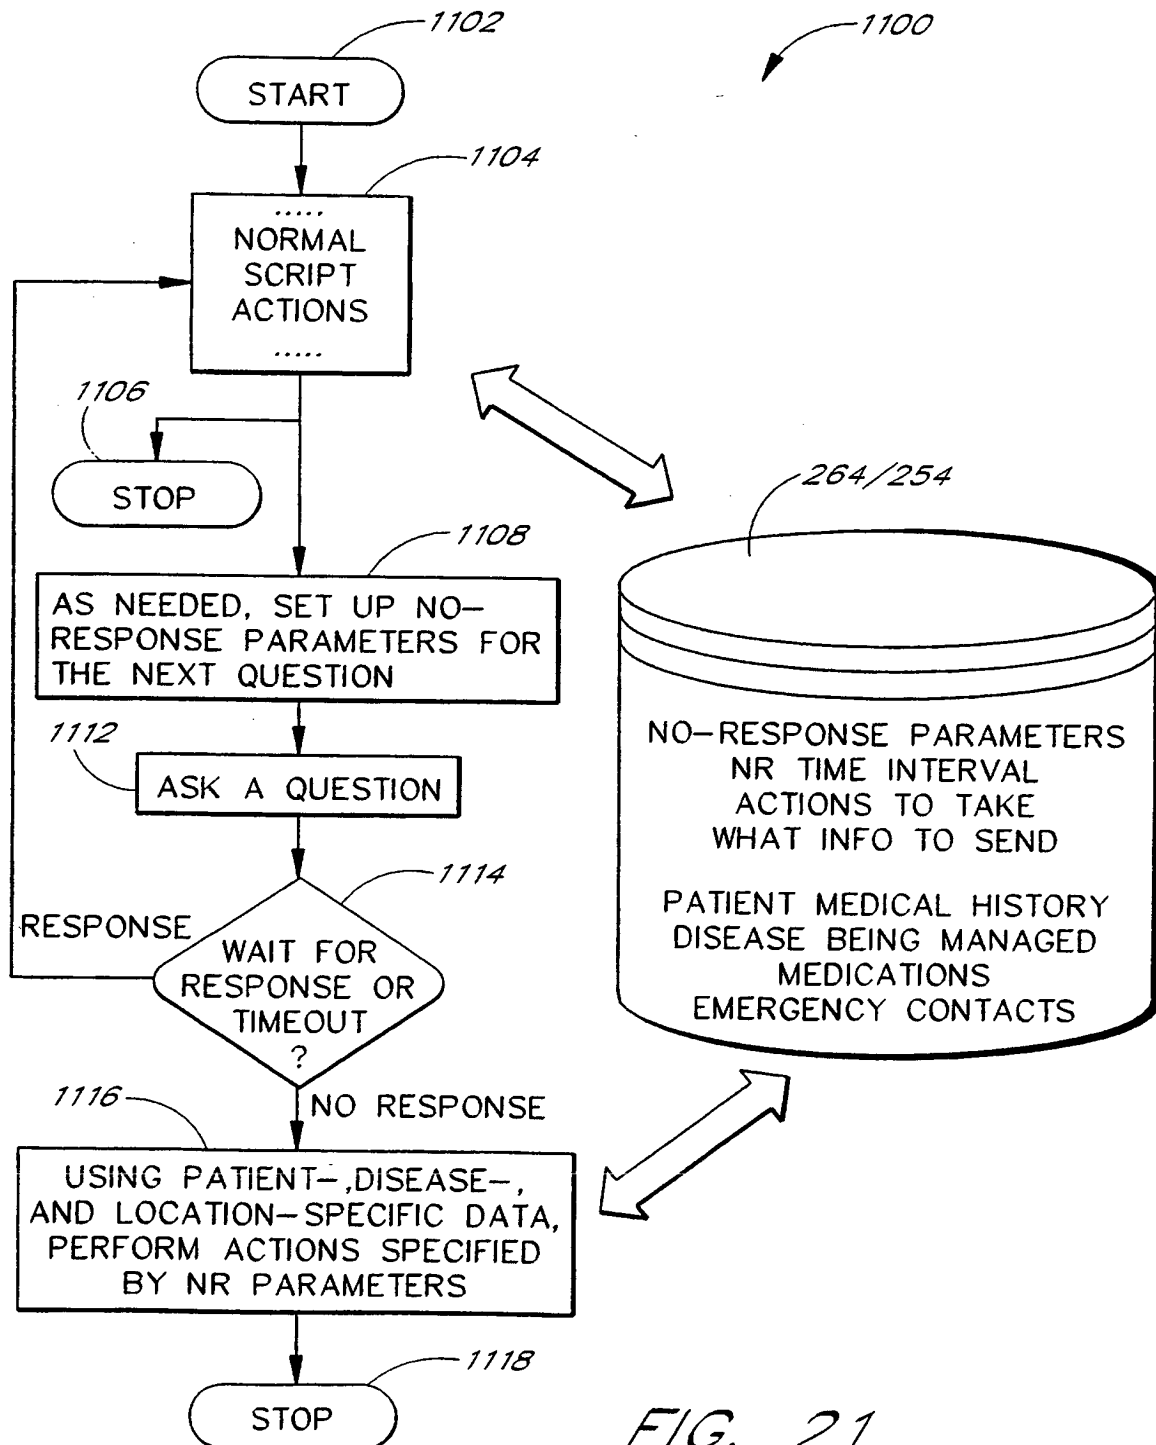 1102
1100
START
1104
.....
NORMAL
SCRIPT
ACTIONS
.....
1106
STOP
264/254
1108
AS NEEDED, SET UP NO-
RESPONSE PARAMETERS FOR
THE NEXT QUESTION
1112
ASK A QUESTION
NO-RESPONSE PARAMETERS
NR TIME INTERVAL
ACTIONS TO TAKE
WHAT INFO TO SEND
PATIENT MEDICAL HISTORY
DISEASE BEING MANAGED
MEDICATIONS
EMERGENCY CONTACTS
1114
RESPONSE
WAIT FOR
RESPONSE OR
TIMEOUT
?
1116
NO RESPONSE
USING PATIENT-,DISEASE-,
AND LOCATION-SPECIFIC DATA,
PERFORM ACTIONS SPECIFIED
BY NR PARAMETERS
1118
STOP
FIG. 21